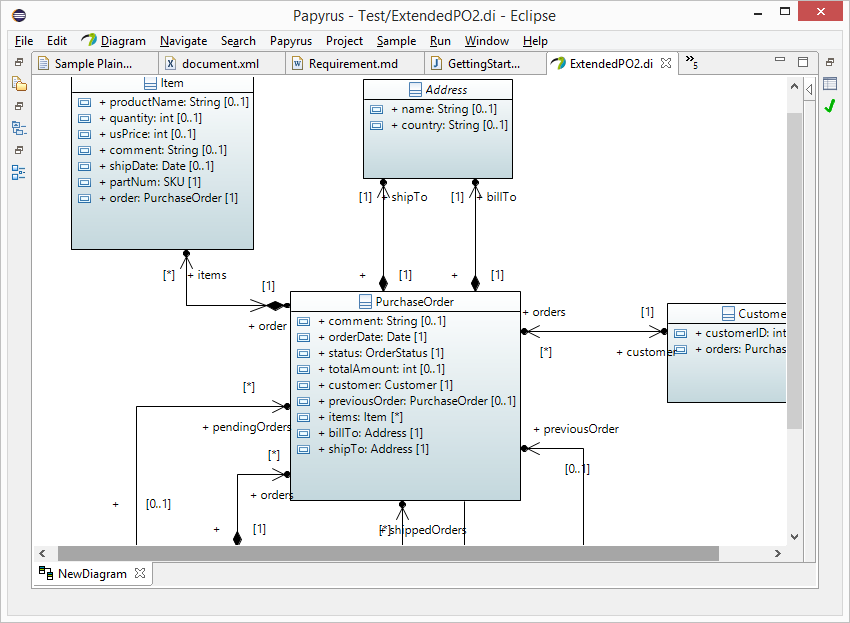 Papyrus - Test/ExtendedPO2.di - Eclipse
File Edit Diagram Navigate Search Papyrus Project Sample Run Window Help
Sample Plain... document.xml Requirement.md GettingStart... ExtendedPO2.di »5
Item
+ productName: String [0..1]
+ quantity: int [0..1]
+ usPrice: int [0..1]
+ comment: String [0..1]
+ shipDate: Date [0..1]
+ partNum: SKU [1]
+ order: PurchaseOrder [1]
Address
+ name: String [0..1]
+ country: String [0..1]
[1] + shipTo [1] + billTo
[*] + items
+ [1] + [1]
[1]
+ order
PurchaseOrder
+ comment: String [0..1]
+ orderDate: Date [1]
+ status: OrderStatus [1]
+ totalAmount: int [0..1]
+ customer: Customer [1]
+ previousOrder: PurchaseOrder [0..1]
+ items: Item [*]
+ billTo: Address [1]
+ shipTo: Address [1]
+ orders [1]
[*] + customer
Custome
+ customerID: int
+ orders: Purchas
[*]
+ pendingOrders
+ previousOrder
[*]
[0..1]
+ orders
+ [0..1]
+ [1]
[*] shippedOrders
NewDiagram